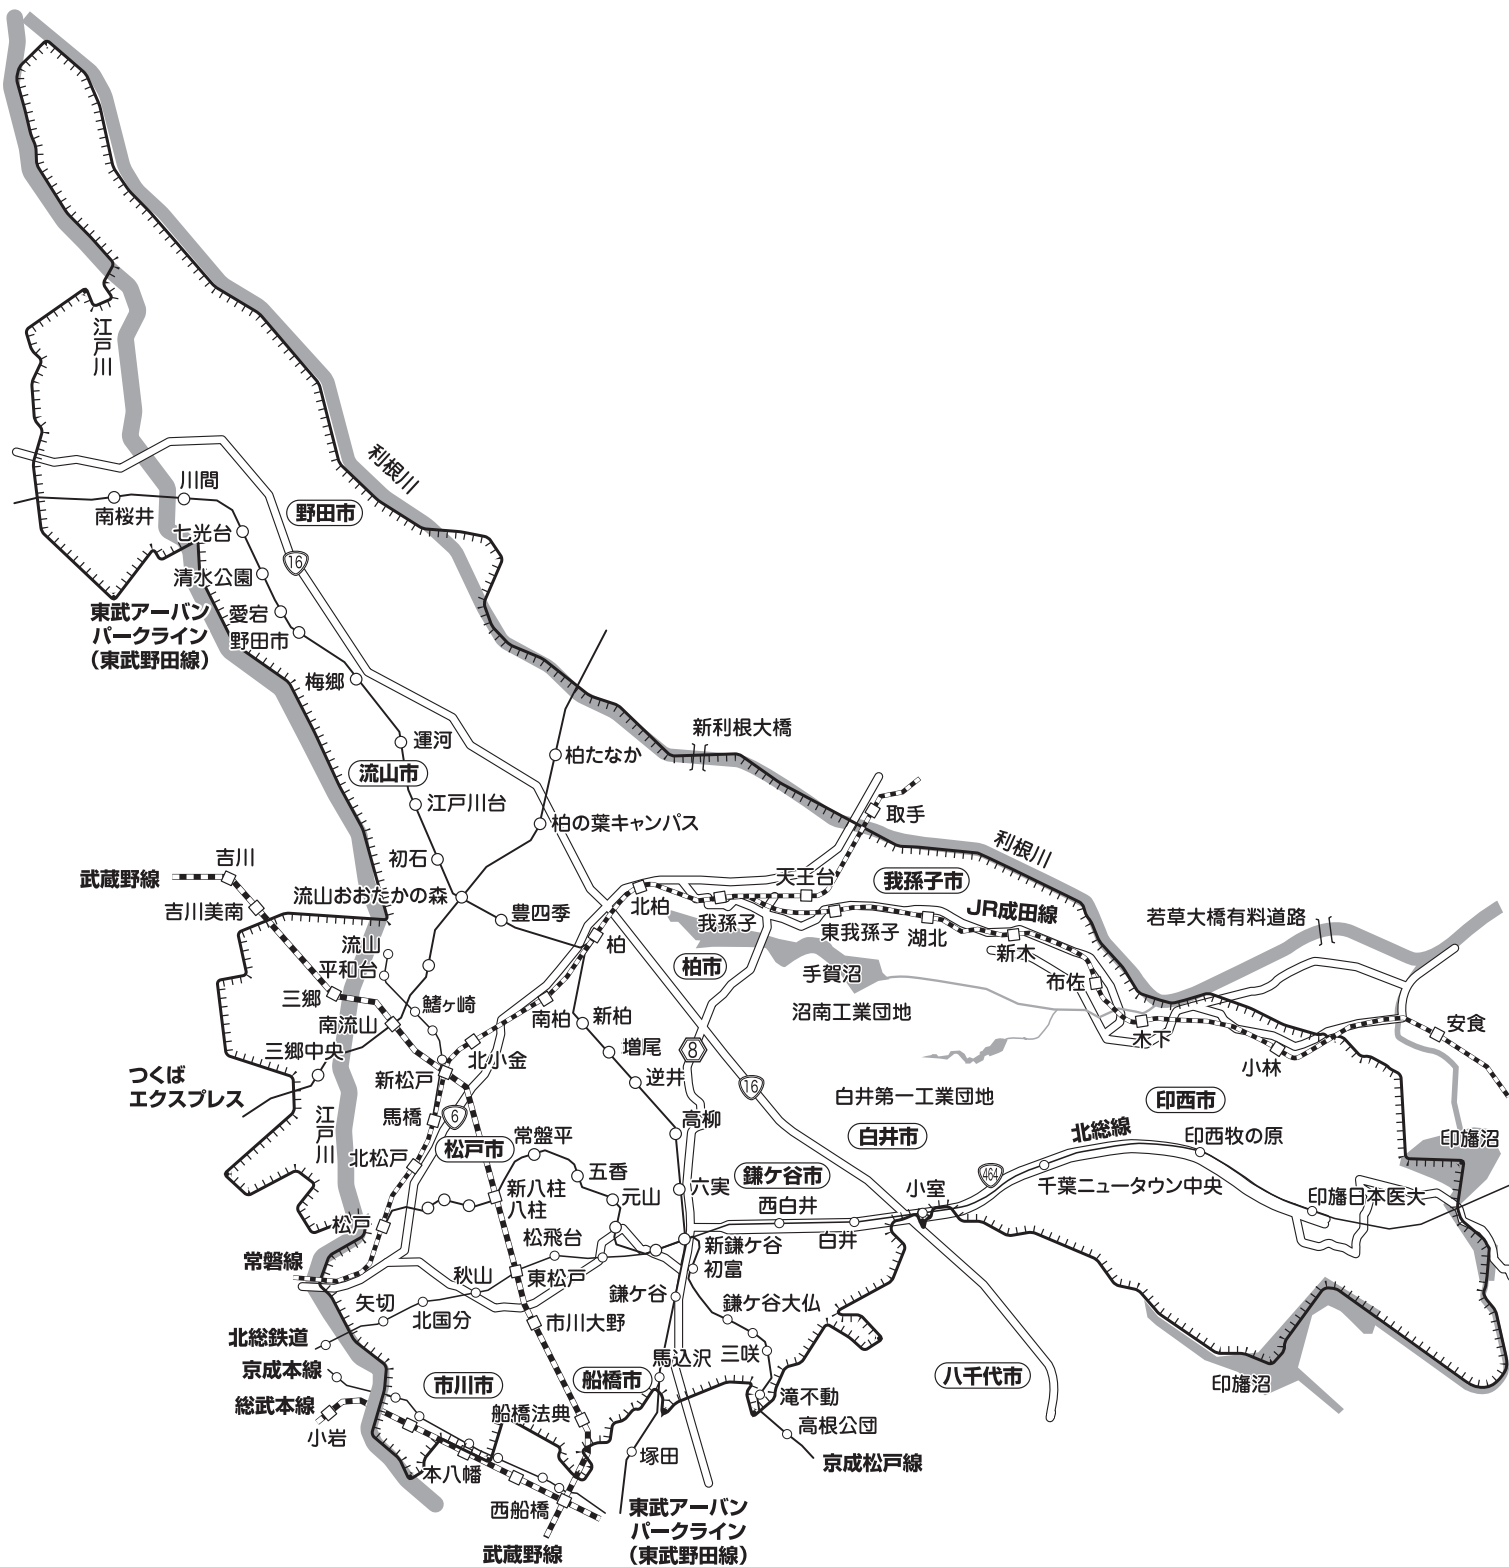 江戸川
利根川
川間
南桜井
七光台
野田市
16
清水公園
東武アーバン
パークライン
（東武野田線）
愛宕
野田市
梅郷
新利根大橋
運河
柏たなか
流山市
江戸川台
柏の葉キャンパス
取手
利根川
初石
吉川
武蔵野線
吉川美南
流山おおたかの森
豊四季
北柏
天王台
我孫子市
我孫子
東我孫子
湖北
JR成田線
新木
若草大橋有料道路
流山
平和台
柏
柏市
手賀沼
布佐
三郷
鰭ヶ崎
南流山
南柏
新柏
沼南工業団地
木下
安食
三郷中央
北小金
増尾
8
小林
つくば
エクスプレス
新松戸
逆井
16
白井第一工業団地
印西市
江戸川
馬橋
6
高柳
白井市
北総線
印西牧の原
印旛沼
北松戸
松戸市
常盤平
五香
鎌ケ谷市
464
千葉ニュータウン中央
印旛日本医大
新八柱
八柱
元山
六実
西白井
小室
松戸
松飛台
新鎌ケ谷
白井
常磐線
秋山
東松戸
初富
矢切
北国分
鎌ケ谷
鎌ケ谷大仏
市川大野
北総鉄道
京成本線
総武本線
小岩
市川市
船橋市
馬込沢
三咲
八千代市
印旛沼
船橋法典
滝不動
高根公団
京成松戸線
本八幡
塚田
西船橋
武蔵野線
東武アーバン
パークライン
（東武野田線）